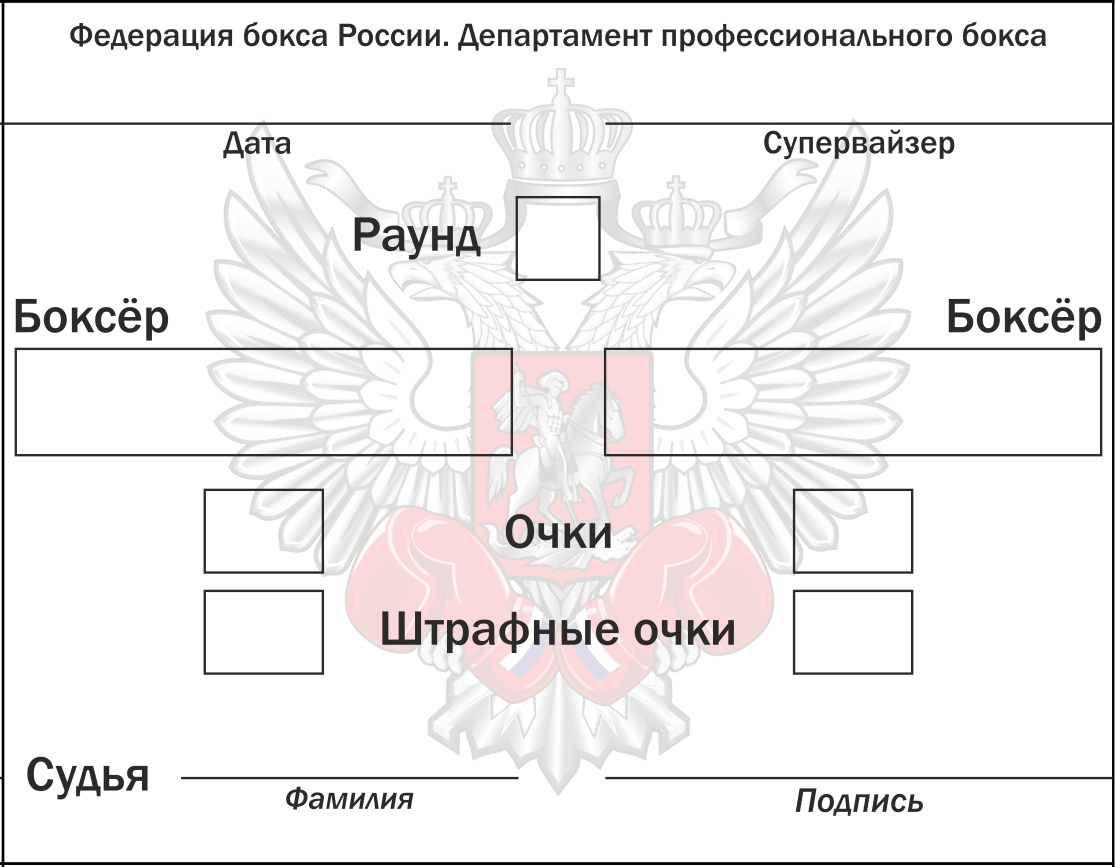 Федерация бокса России. Департамент профессионального бокса
Дата Супервайзер
Раунд
Боксёр Боксёр
Очки
Штрафные очки
Судья
Фамилия Подпись